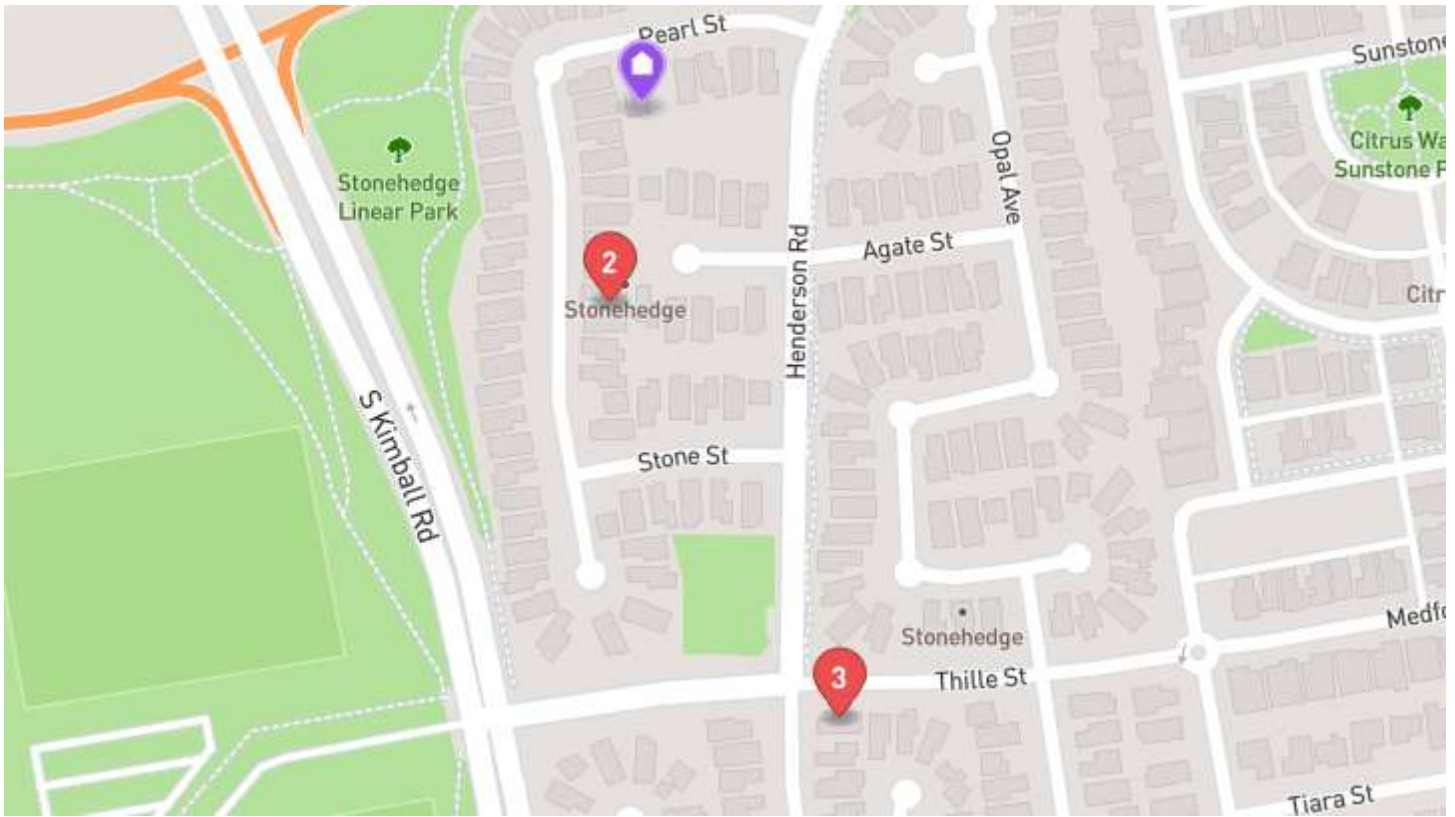 Pearl St
Sunstone
Citrus Wa
Sunstone P
Stonehedge
Linear Park
Opal Ave
Agate St
Henderson Rd
2
Stonehedge
Citr
S Kimball Rd
Stone St
Medfo
Stonehedge
3
Thille St
Tiara St